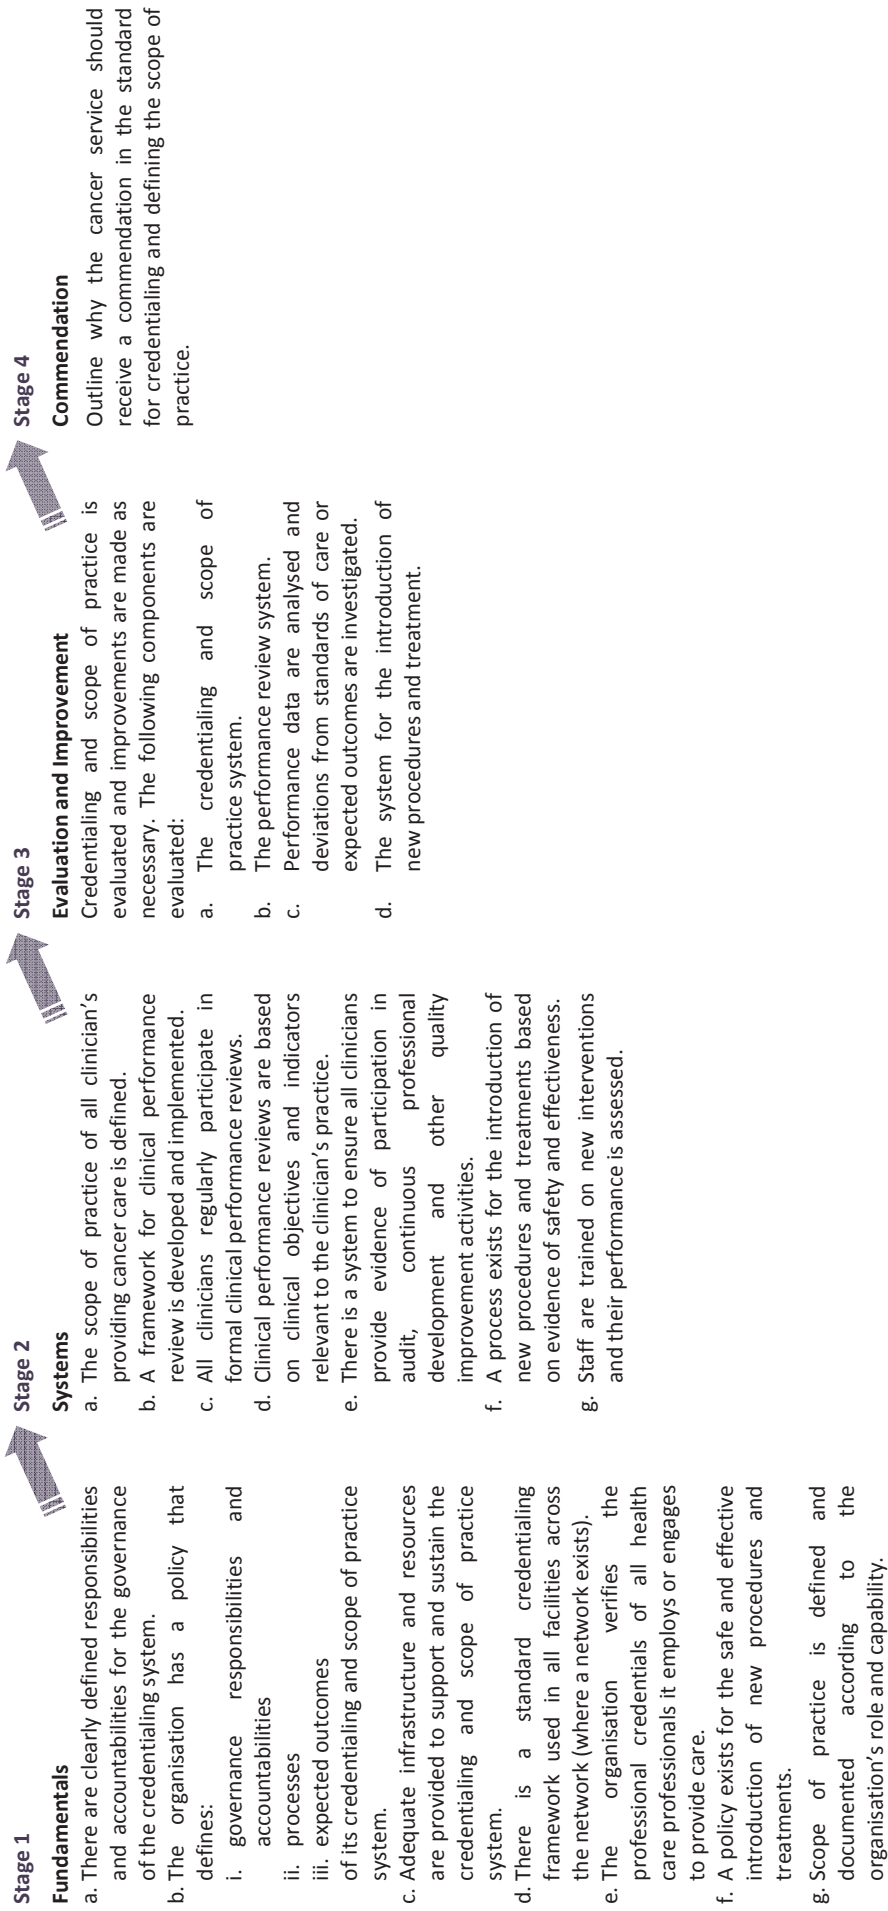 Stage 1
Fundamentals
a. There are clearly defined responsibilities
and accountabilities for the governance
of the credentialing system.
b. The organisation has a policy that
defines:
i. governance responsibilities and
accountabilities
ii. processes
iii. expected outcomes
of its credentialing and scope of practice
system.
c. Adequate infrastructure and resources
are provided to support and sustain the
credentialing and scope of practice
system.
d. There is a standard credentialing
framework used in all facilities across
the network (where a network exists).
e. The organisation verifies the
professional credentials of all health
care professionals it employs or engages
to provide care.
f. A policy exists for the safe and effective
introduction of new procedures and
treatments.
g. Scope of practice is defined and
documented according to the
organisation's role and capability.
Stage 2
Systems
a. The scope of practice of all clinician's
providing cancer care is defined.
b. A framework for clinical performance
review is developed and implemented.
c. All clinicians regularly participate in
formal clinical performance reviews.
d. Clinical performance reviews are based
on clinical objectives and indicators
relevant to the clinician's practice.
e. There is a system to ensure all clinicians
provide evidence of participation in
audit, continuous professional
development and other quality
improvement activities.
f. A process exists for the introduction of
new procedures and treatments based
on evidence of safety and effectiveness.
g. Staff are trained on new interventions
and their performance is assessed.
Stage 3
Evaluation and Improvement
Credentialing and scope of practice is
evaluated and improvements are made as
necessary. The following components are
evaluated:
a. The credentialing and scope of
practice system.
b. The performance review system.
c. Performance data are analysed and
deviations from standards of care or
expected outcomes are investigated.
d. The system for the introduction of
new procedures and treatment.
Stage 4
Commendation
Outline why the cancer service should
receive a commendation in the standard
for credentialing and defining the scope of
practice.